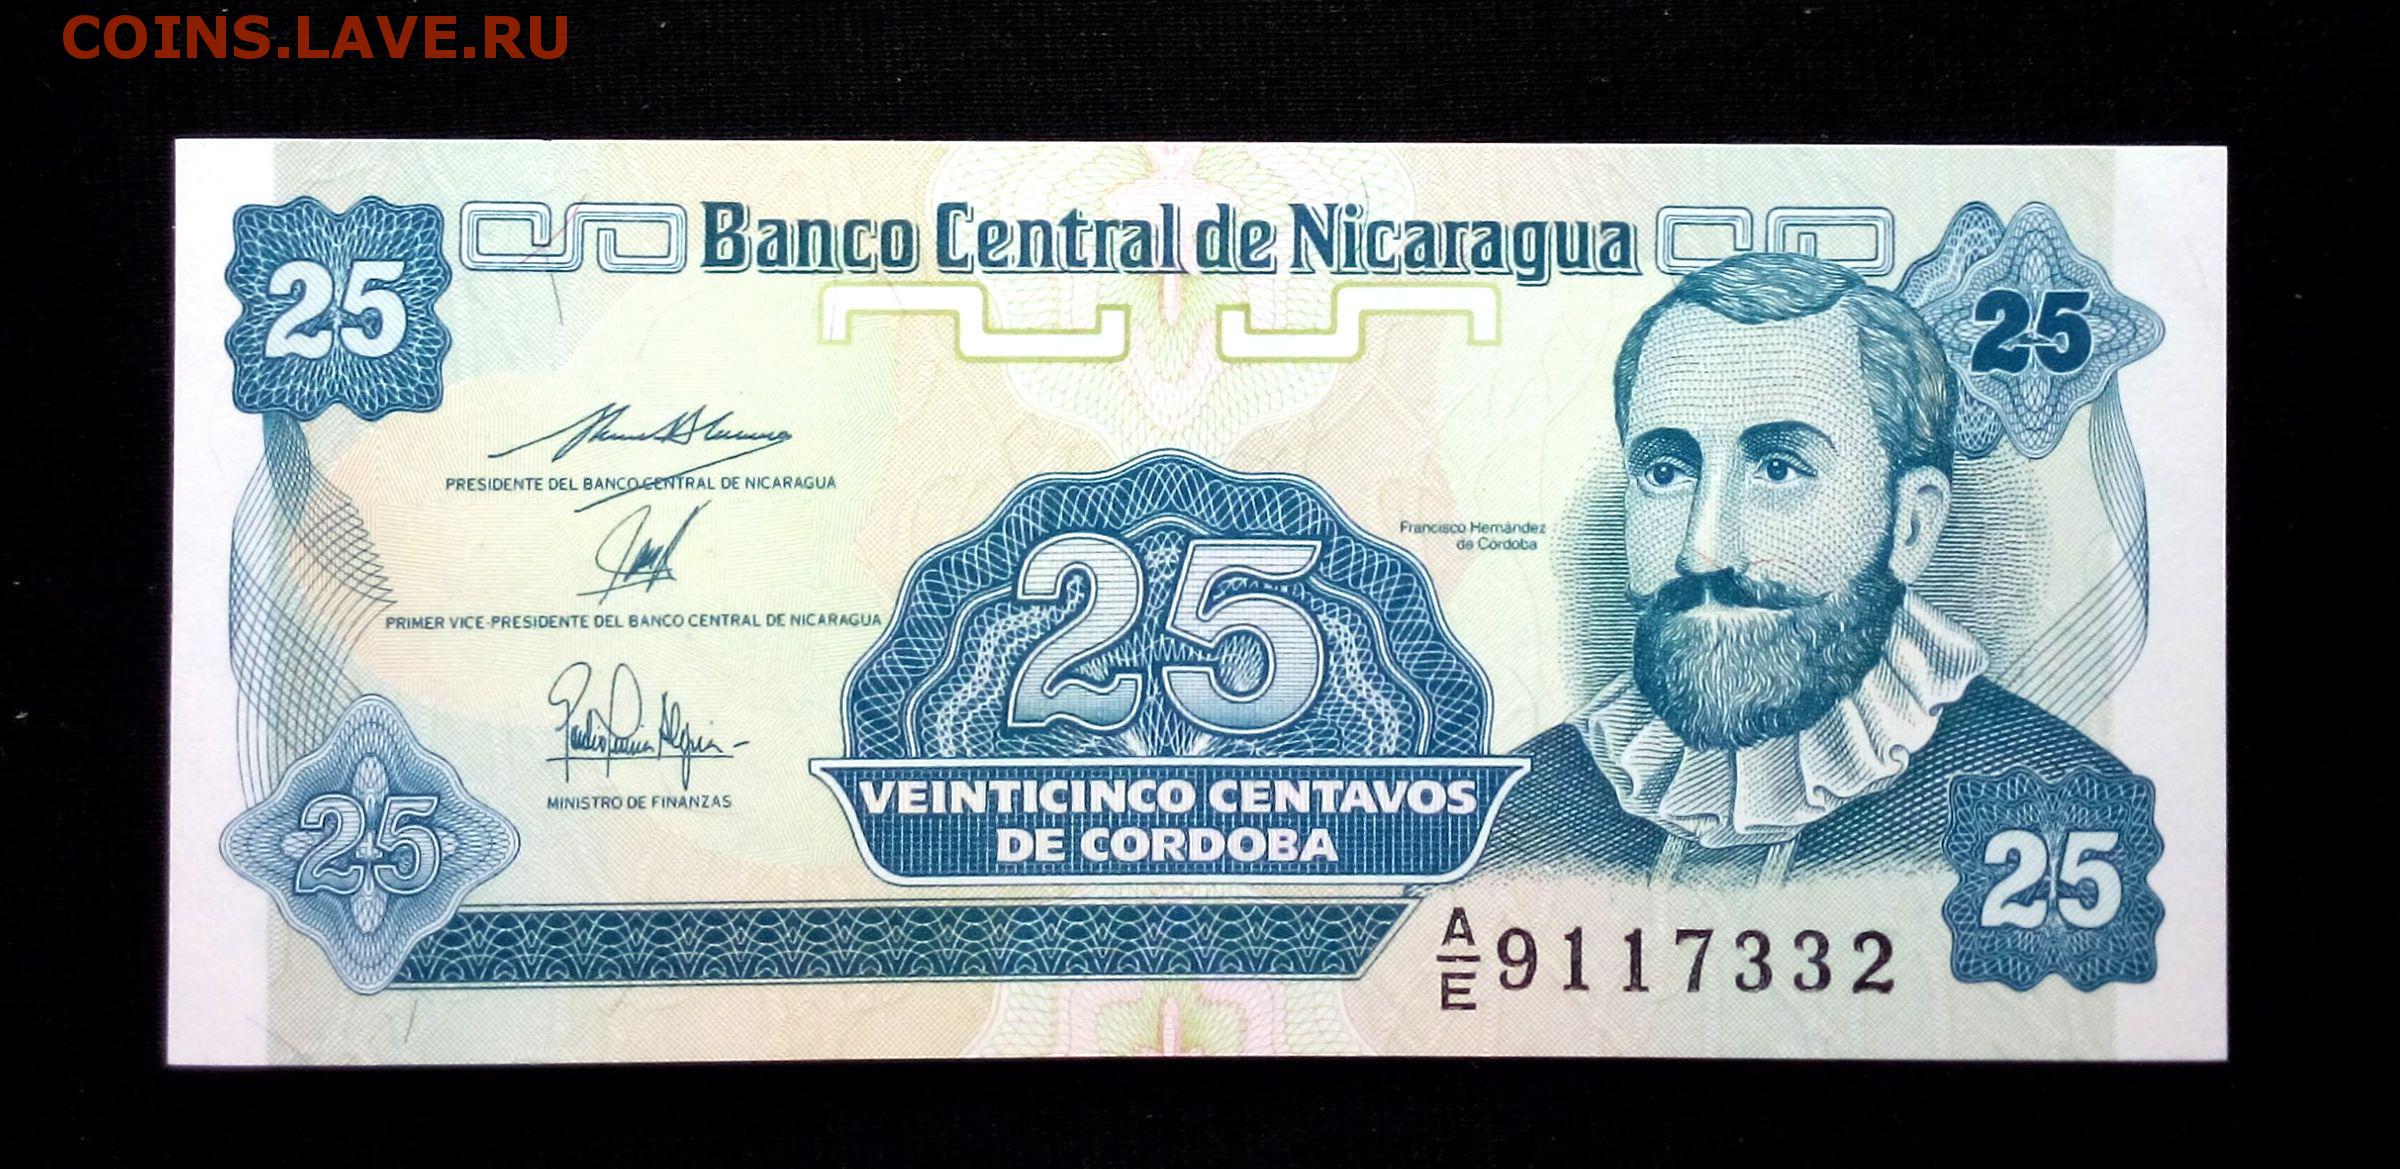 COINS.LAVE.RU
Banco Central de Nicaragua
25
25
PRESIDENTE DEL BANCO CENTRAL DE NICARAGUA
PRIMER VICE-PRESIDENTE DEL BANCO CENTRAL DE NICARAGUA
Francisco Hernández
de Córdoba
25
MINISTRO DE FINANZAS
VEINTICINCO CENTAVOS
DE CORDOBA
25
25
A/E 9117332